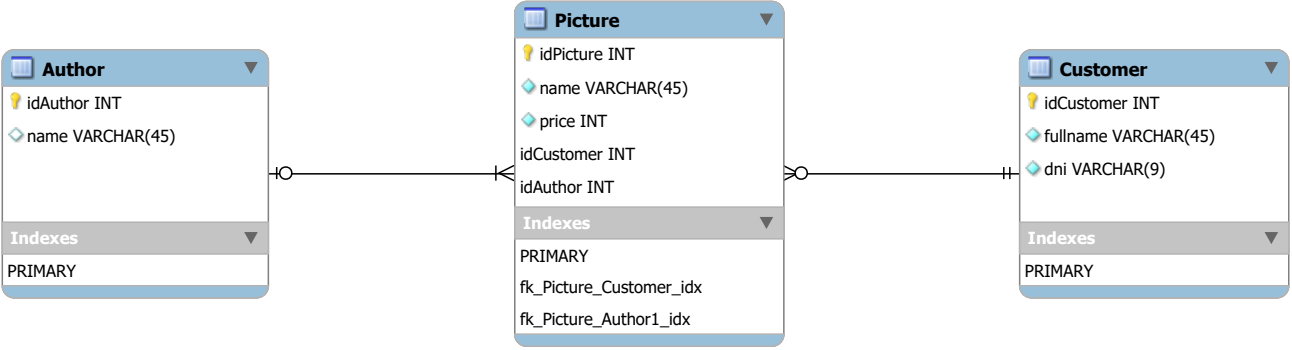 Author
idAuthor INT
name VARCHAR(45)
Indexes
PRIMARY
Picture
idPicture INT
name VARCHAR(45)
price INT
idCustomer INT
idAuthor INT
Indexes
PRIMARY
fk_Picture_Customer_idx
fk_Picture_Author1_idx
Customer
idCustomer INT
fullname VARCHAR(45)
dni VARCHAR(9)
Indexes
PRIMARY